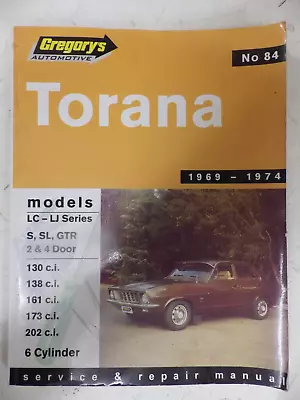 Gregory's
AUTOMOTIVE
No 84
Torana
1969 - 1974
models
LC – LJ Series
S, SL, GTR
2 & 4 Door
130 c.i.
138 c.i.
161 c.i.
173 c.i.
202 c.i.
6 Cylinder
service & repair manual